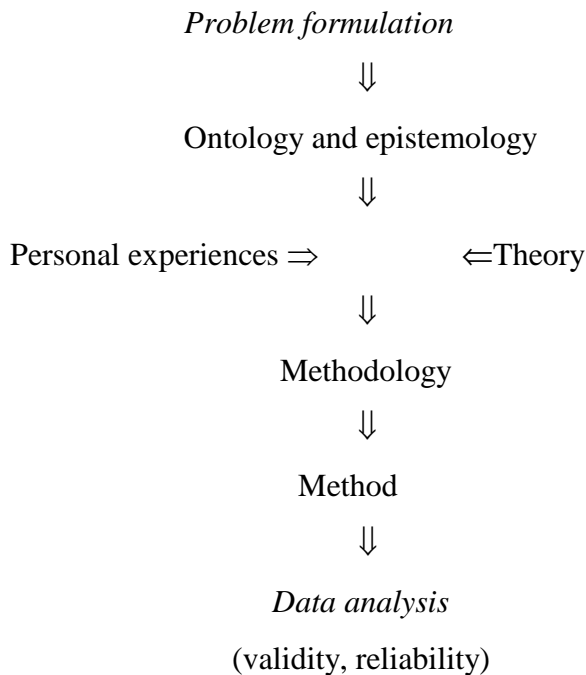 Problem formulation
⇓
Ontology and epistemology
⇓
Personal experiences ⇒ ⇐Theory
⇓
Methodology
⇓
Method
⇓
Data analysis
(validity, reliability)